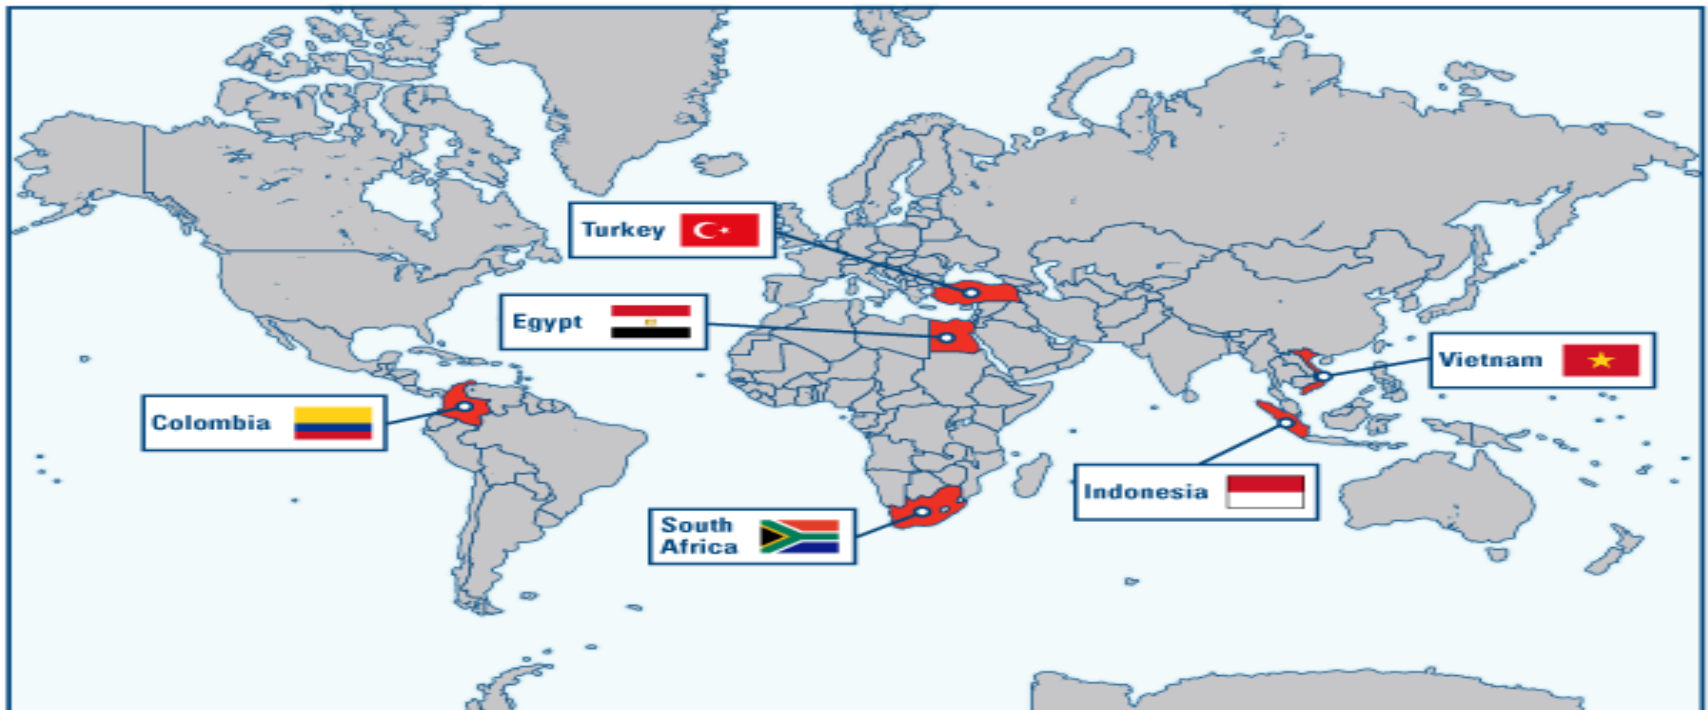 Turkey
Egypt
Vietnam
Colombia
Indonesia
South
Africa